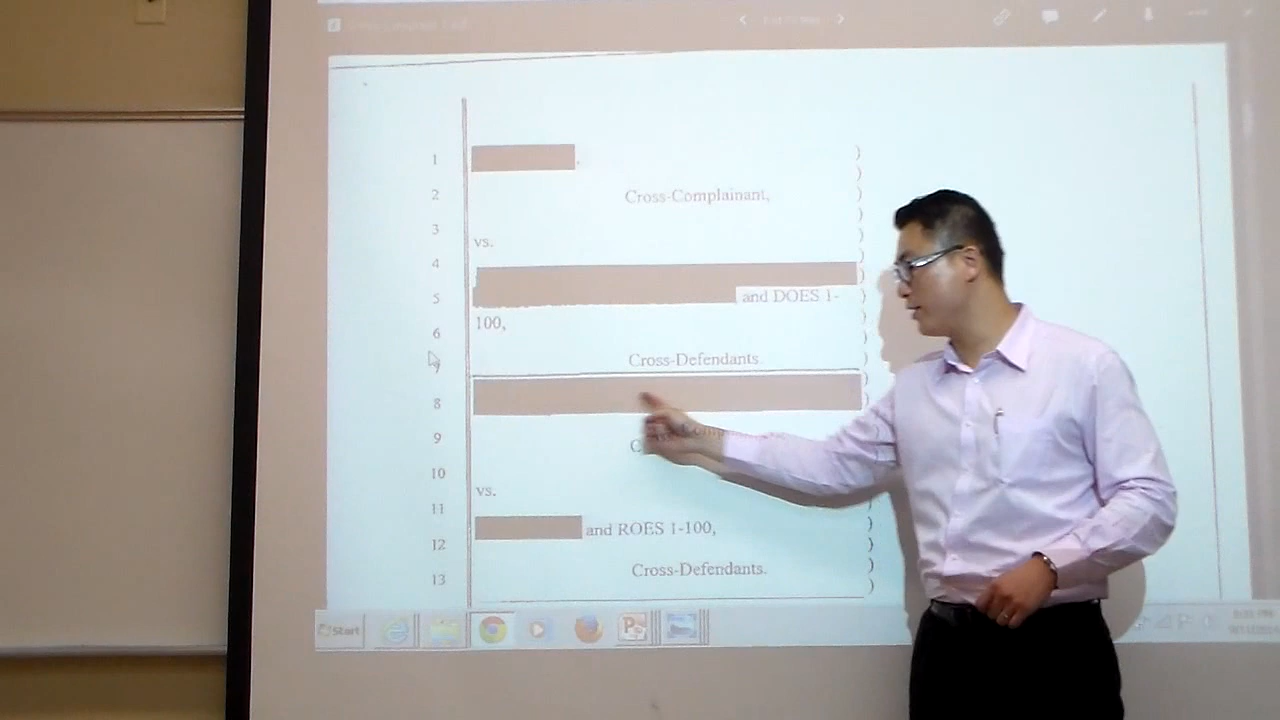 1
2 Cross-Complainant,
3 vs.
4
5 and DOES 1-
100,
6
7 Cross-Defendants.
8
9
10 vs.
11
12 and ROES 1-100,
13 Cross-Defendants.
Start